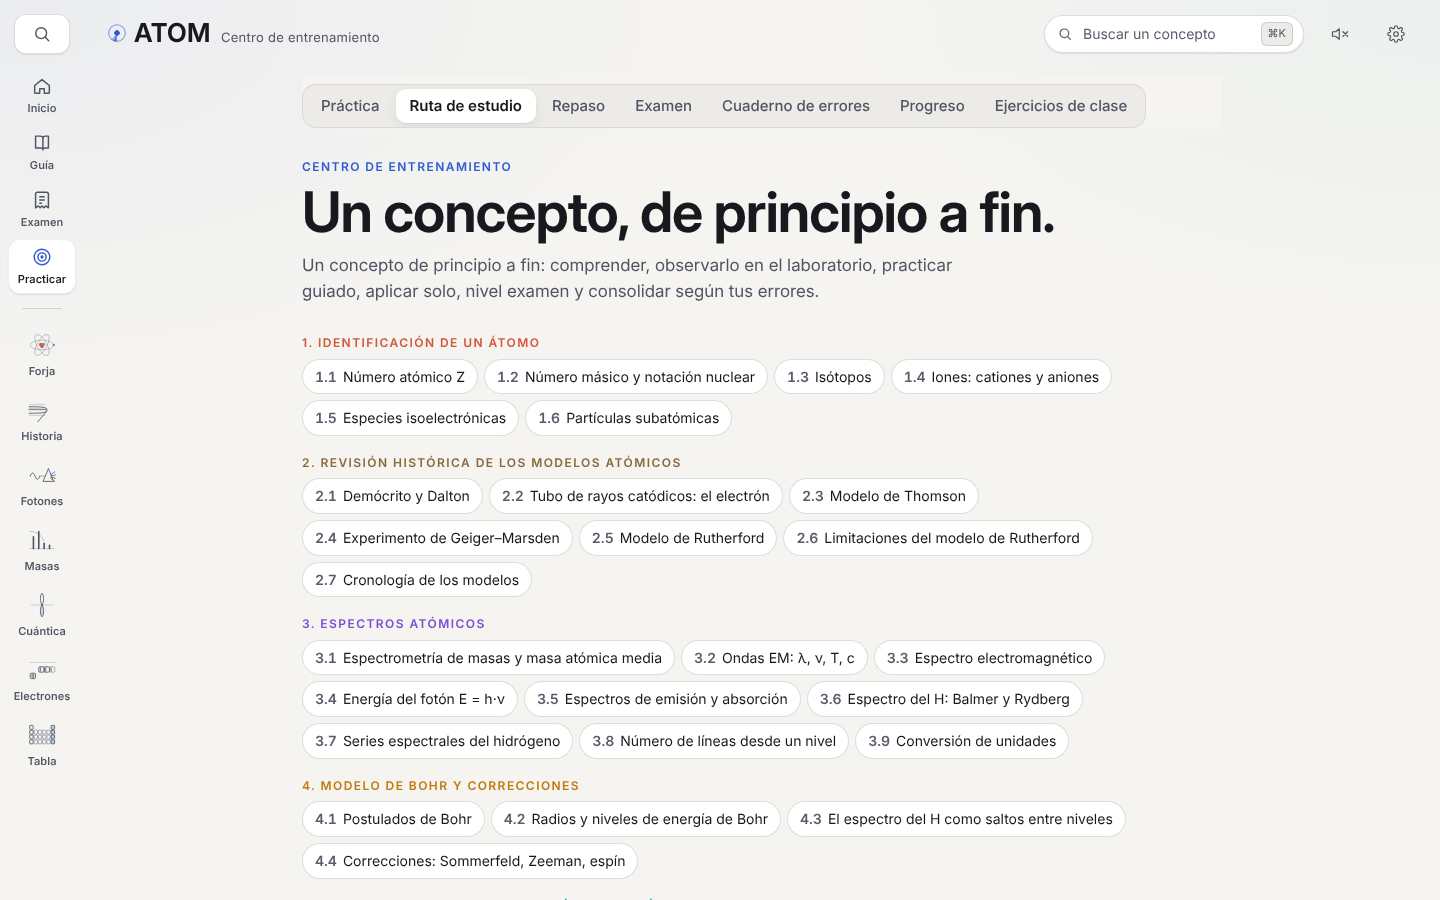 ATOM Centro de entrenamiento
Buscar un concepto ⌘K
Inicio
Guía
Examen
Practicar
Forja
Historia
Fotones
Masas
Cuántica
Electrones
Tabla
Práctica Ruta de estudio Repaso Examen Cuaderno de errores Progreso Ejercicios de clase
CENTRO DE ENTRENAMIENTO
Un concepto, de principio a fin.
Un concepto de principio a fin: comprender, observarlo en el laboratorio, practicar
guiado, aplicar solo, nivel examen y consolidar según tus errores.
1. IDENTIFICACIÓN DE UN ÁTOMO
1.1 Número atómico Z 1.2 Número másico y notación nuclear 1.3 Isótopos 1.4 Iones: cationes y aniones
1.5 Especies isoelectrónicas 1.6 Partículas subatómicas
2. REVISIÓN HISTÓRICA DE LOS MODELOS ATÓMICOS
2.1 Demócrito y Dalton 2.2 Tubo de rayos catódicos: el electrón 2.3 Modelo de Thomson
2.4 Experimento de Geiger–Marsden 2.5 Modelo de Rutherford 2.6 Limitaciones del modelo de Rutherford
2.7 Cronología de los modelos
3. ESPECTROS ATÓMICOS
3.1 Espectrometría de masas y masa atómica media 3.2 Ondas EM: λ, ν, T, c 3.3 Espectro electromagnético
3.4 Energía del fotón E = h·ν 3.5 Espectros de emisión y absorción 3.6 Espectro del H: Balmer y Rydberg
3.7 Series espectrales del hidrógeno 3.8 Número de líneas desde un nivel 3.9 Conversión de unidades
4. MODELO DE BOHR Y CORRECCIONES
4.1 Postulados de Bohr 4.2 Radios y niveles de energía de Bohr 4.3 El espectro del H como saltos entre niveles
4.4 Correcciones: Sommerfeld, Zeeman, espín